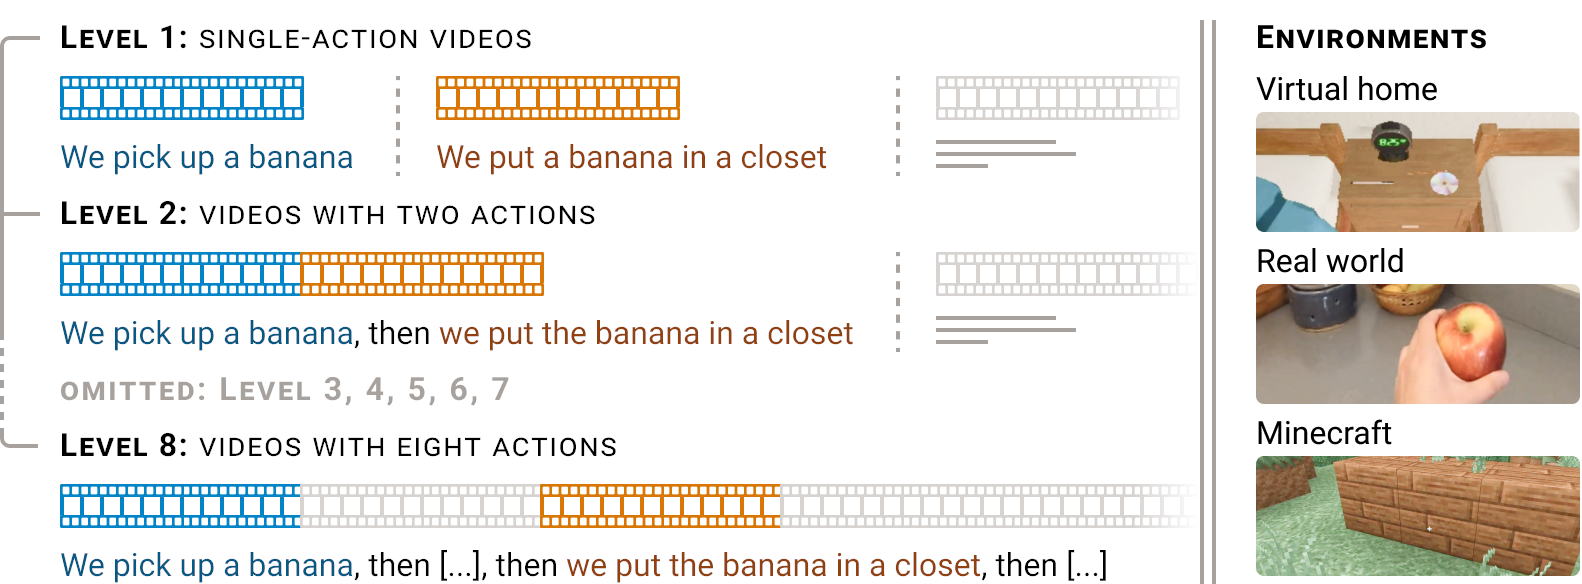 LEVEL 1: SINGLE-ACTION VIDEOS
We pick up a banana
We put a banana in a closet
LEVEL 2: VIDEOS WITH TWO ACTIONS
We pick up a banana, then we put the banana in a closet
OMITTED: LEVEL 3, 4, 5, 6, 7
LEVEL 8: VIDEOS WITH EIGHT ACTIONS
We pick up a banana, then [...], then we put the banana in a closet, then [...]
ENVIRONMENTS
Virtual home
Real world
Minecraft